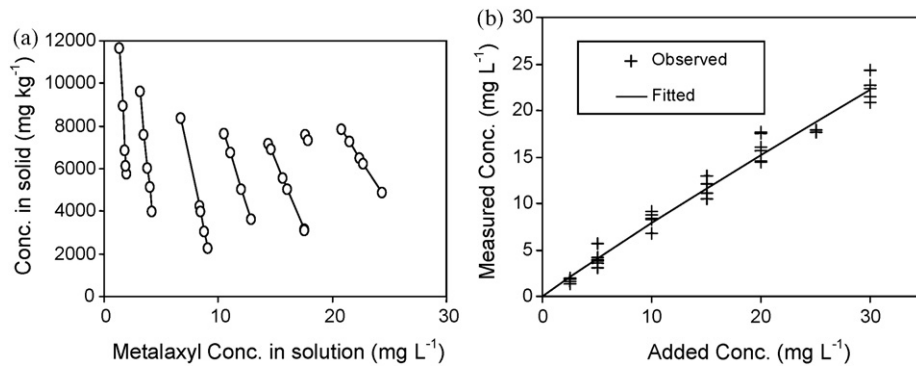 (a)
12000
10000
8000
6000
4000
2000
0
Conc. in solid (mg kg⁻¹)
0 10 20 30
Metalaxyl Conc. in solution (mg L⁻¹)
(b)
30
25
20
15
10
5
0
Measured Conc. (mg L⁻¹)
Observed
Fitted
0 10 20 30
Added Conc. (mg L⁻¹)